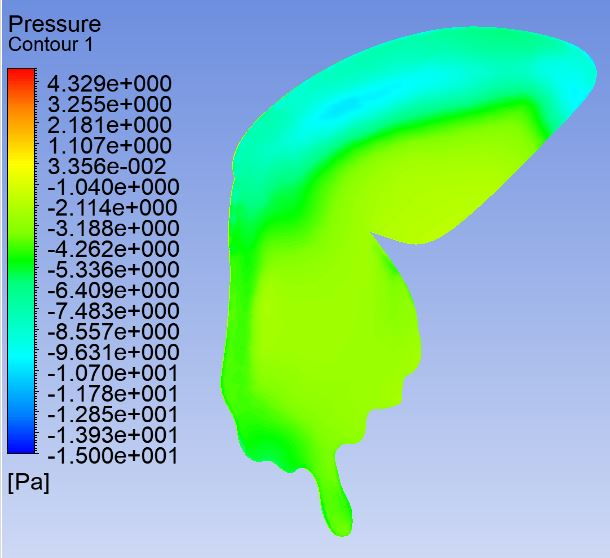 Pressure
Contour 1
4.329e+000
3.255e+000
2.181e+000
1.107e+000
3.356e-002
-1.040e+000
-2.114e+000
-3.188e+000
-4.262e+000
-5.336e+000
-6.409e+000
-7.483e+000
-8.557e+000
-9.631e+000
-1.070e+001
-1.178e+001
-1.285e+001
-1.393e+001
-1.500e+001
[Pa]